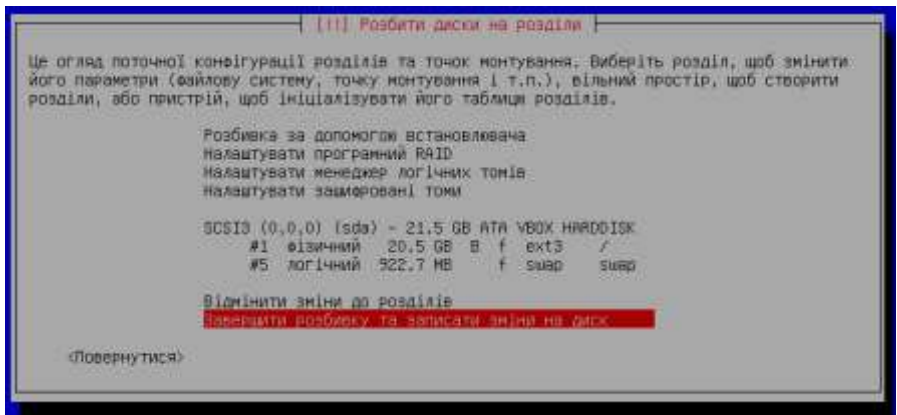 [!!] Розбити диски на розділи
Це огляд поточної конфігурації розділів та точок монтування. Виберіть розділ, щоб змінити
його параметри (файлову систему, точку монтування і т.п.), вільний простір, щоб створити
розділи, або пристрій, щоб ініціалізувати його таблицю розділів.
Розбивка за допомогою встановлювача
Налаштувати програмний RAID
Налаштувати менеджер логічних томів
Налаштувати зашифровані томи
SCSI3 (0,0,0) (sda) - 21.5 GB ATA VBOX HARDDISK
#1 фізичний 20.5 GB B f ext3 /
#5 логічний 922.7 MB f swap swap
Відмінити зміни до розділів
Завершити розбивку та записати зміни на диск
<Повернутися>